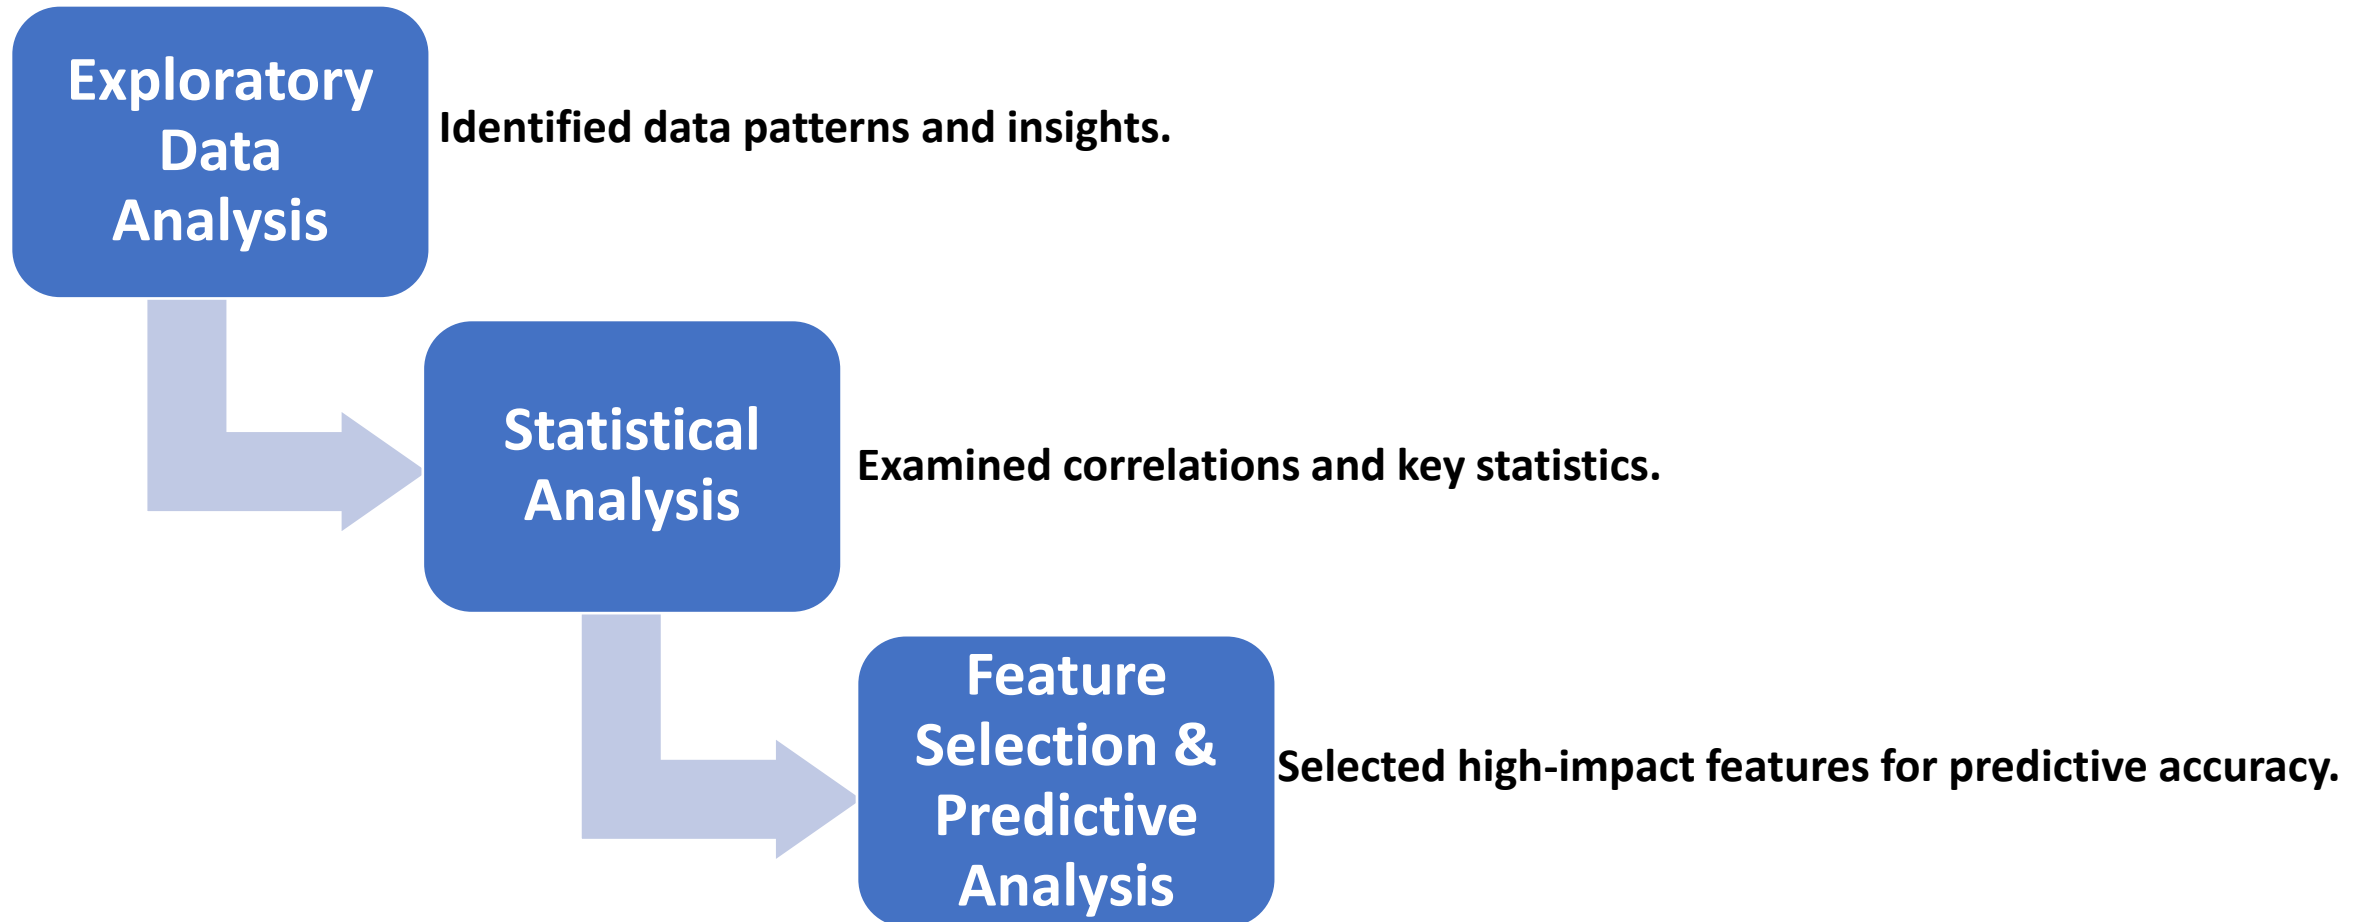 Exploratory
Data
Analysis
Identified data patterns and insights.
Statistical
Analysis
Examined correlations and key statistics.
Feature
Selection &
Predictive
Analysis
Selected high-impact features for predictive accuracy.